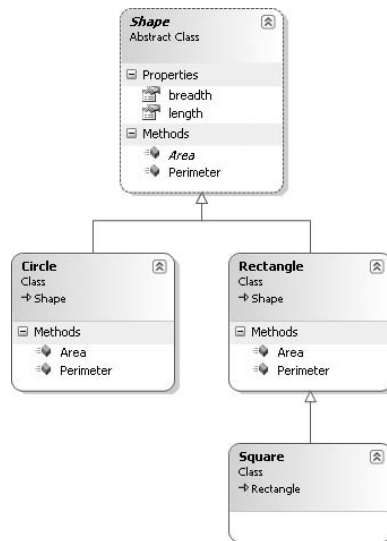 Shape
Abstract Class
Properties
breadth
length
Methods
Area
Perimeter
Circle
Class
Shape
Methods
Area
Perimeter
Rectangle
Class
Shape
Methods
Area
Perimeter
Square
Class
Rectangle